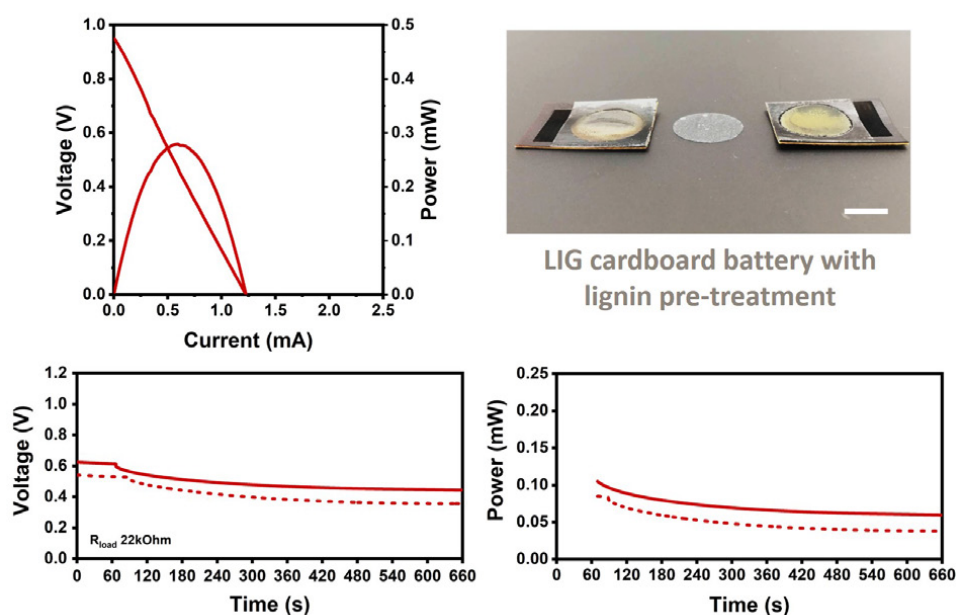 1.0
0.8
0.6
0.4
0.2
0.0
Voltage (V)
0.5
0.4
0.3
0.2
0.1
0.0
Power (mW)
0.0 0.5 1.0 1.5 2.0 2.5
Current (mA)
LIG cardboard battery with
lignin pre-treatment
1.2
1.0
0.8
0.6
0.4
0.2
0.0
Voltage (V)
Rload 22kOhm
0 60 120 180 240 300 360 420 480 540 600 660
Time (s)
0.25
0.20
0.15
0.10
0.05
0.00
Power (mW)
0 60 120 180 240 300 360 420 480 540 600 660
Time (s)